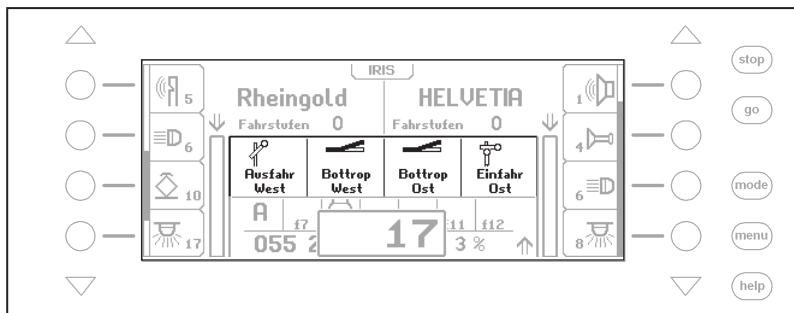 IRIS
stop
5
Rheingold
HELVETIA
1
go
Fahrstufen 0
Fahrstufen 0
6
4
Ausfahr West
Bottrop West
Bottrop Ost
Einfahr Ost
10
6
mode
A
f7
f12
17
055 2
17
3 %
8
menu
help